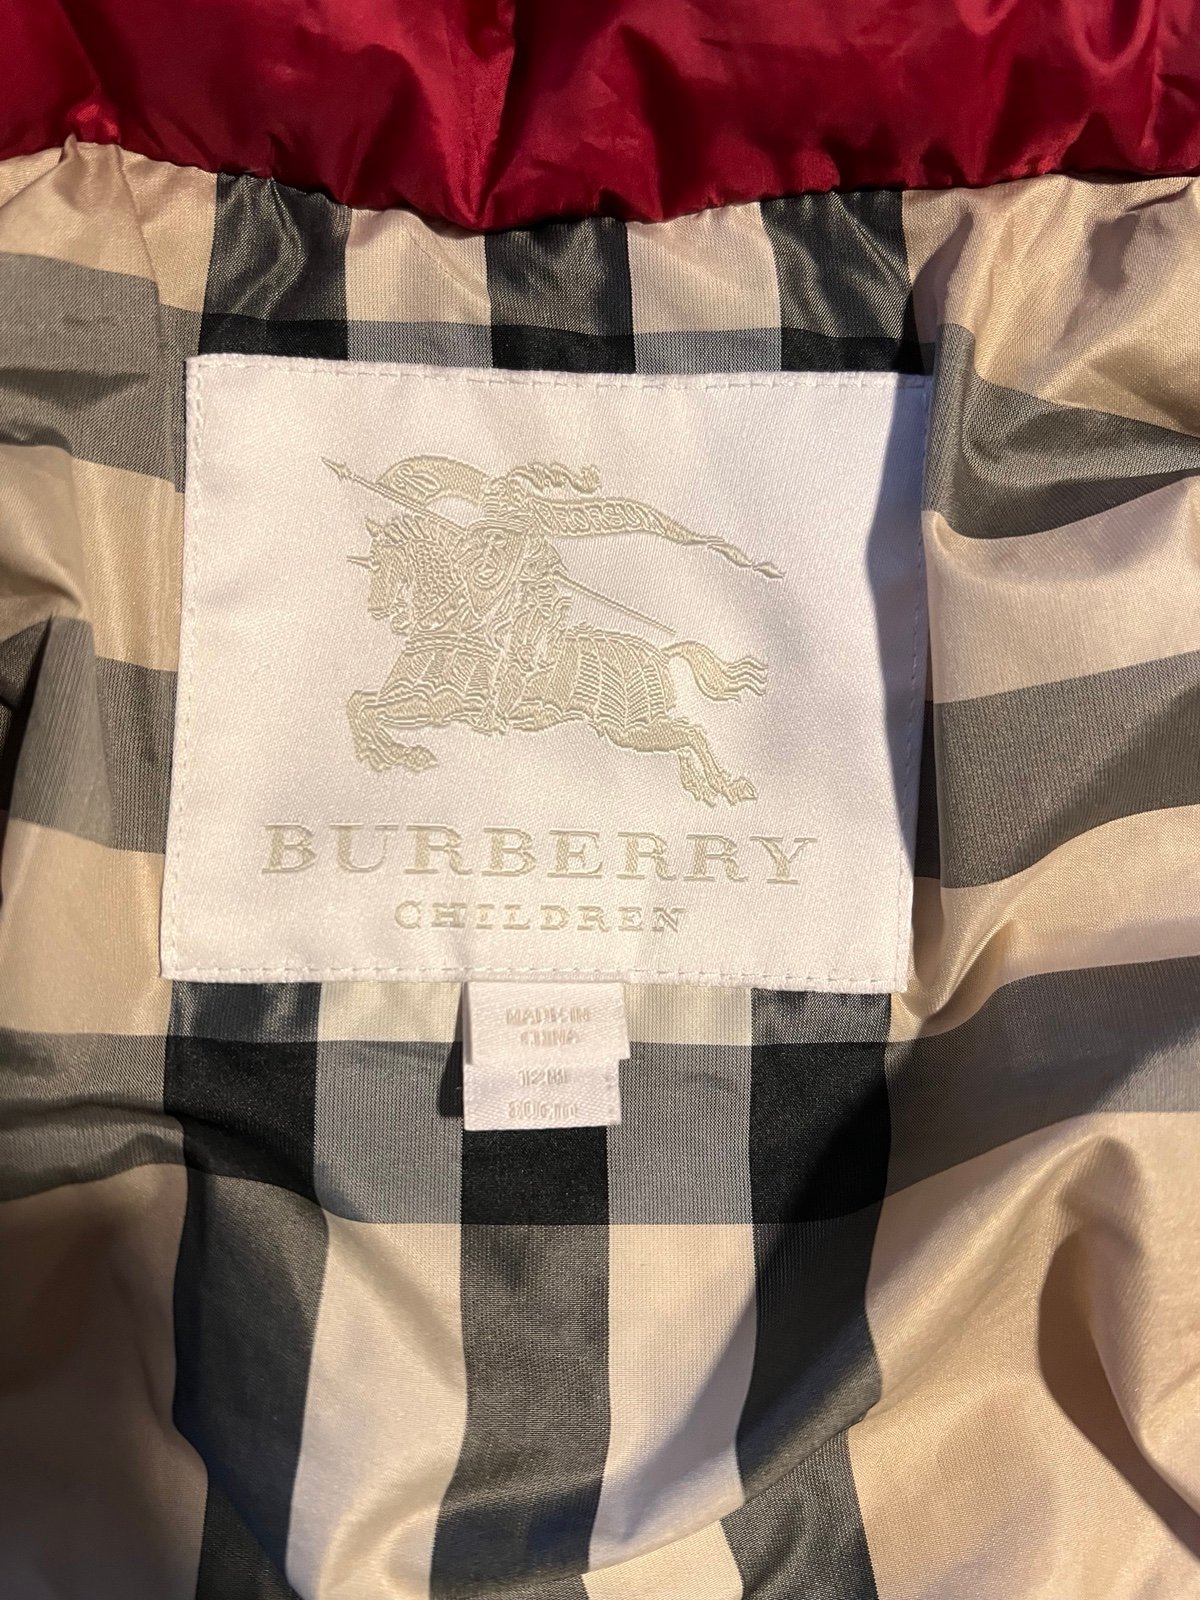 BURBERRY
CHILDREN
MADE IN
CHINA
12M
80cm